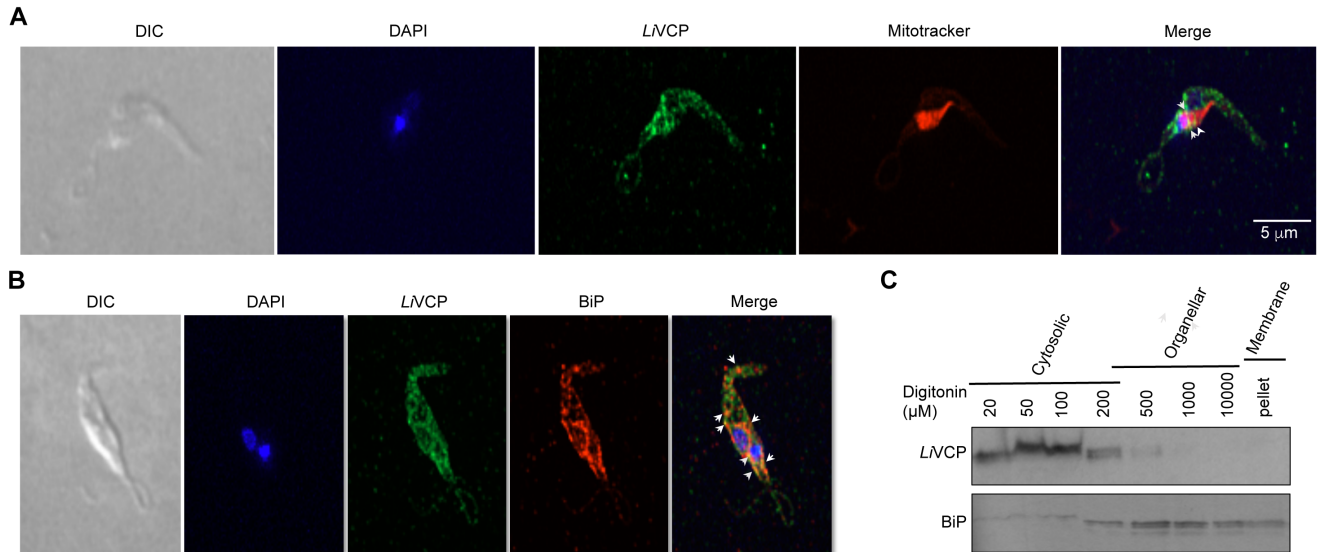 A
DIC DAPI LiVCP Mitotracker Merge
5 μm
B
DIC DAPI LiVCP BiP Merge
C
Cytosolic Organellar Membrane
Digitonin
(μM)
20 50 100 200 500 1000 10000 pellet
LiVCP
BiP